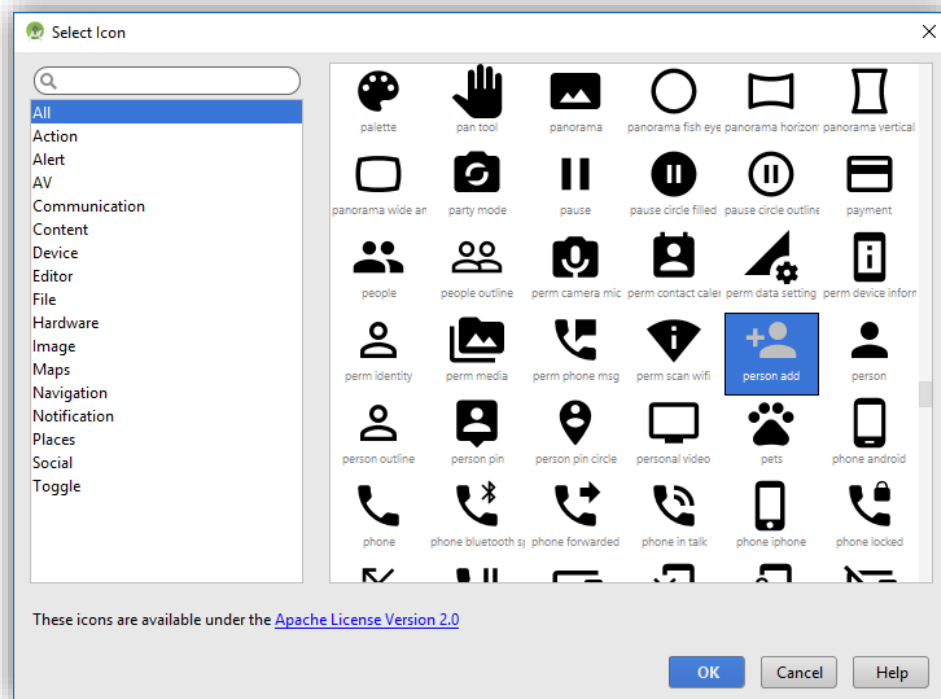 Select Icon
All
Action
Alert
AV
Communication
Content
Device
Editor
File
Hardware
Image
Maps
Navigation
Notification
Places
Social
Toggle
palette pan tool panorama panorama fish eye panorama horizon panorama vertical
panorama wide an party mode pause pause circle filled pause circle outline payment
people people outline perm camera mic perm contact caler perm data setting perm device inforn
perm identity perm media perm phone msg perm scan wifi person add person
person outline person pin person pin circle personal video pets phone android
phone phone bluetooth sp phone forwarded phone in talk phone iphone phone locked
These icons are available under the Apache License Version 2.0
OK Cancel Help